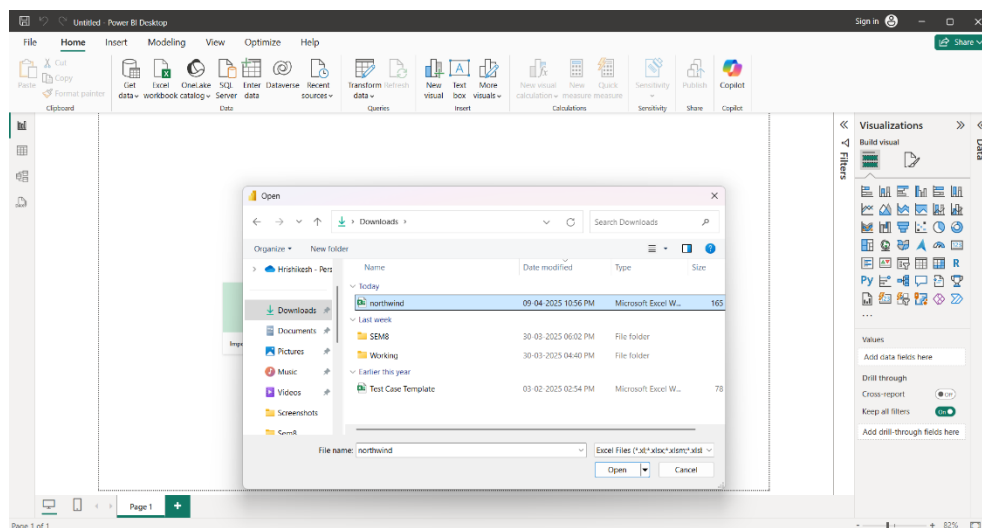 Untitled - Power BI Desktop
Sign in
File Home Insert Modeling View Optimize Help
Share
Paste
Cut
Copy
Format painter
Get data
Excel workbook
OneLake catalog
SQL Server
Enter data
Dataverse
Recent sources
Transform data
Refresh
New visual
Text box
More visuals
New visual calculation
New measure
Quick measure
Sensitivity
Publish
Copilot
Clipboard Data Queries Insert Calculations Sensitivity Share Copilot
Filters
Visualizations
Data
Build visual
Open
Downloads
Search Downloads
Organize New folder
Hrishikesh - Pers
Downloads
Documents
Pictures
Music
Videos
Screenshots
Sem8
Name Date modified Type Size
Today
northwind 09-04-2025 10:56 PM Microsoft Excel W... 165
Last week
SEM8 30-03-2025 06:02 PM File folder
Working 30-03-2025 04:40 PM File folder
Earlier this year
Test Case Template 03-02-2025 02:54 PM Microsoft Excel W... 78
File name: northwind
Excel Files (*.xl;*.xlsx;*.xlsm;*.xlsl
Open Cancel
Impo
R
Py
...
Values
Add data fields here
Drill through
Cross-report Off
Keep all filters On
Add drill-through fields here
Page 1
Page 1 of 1
82%